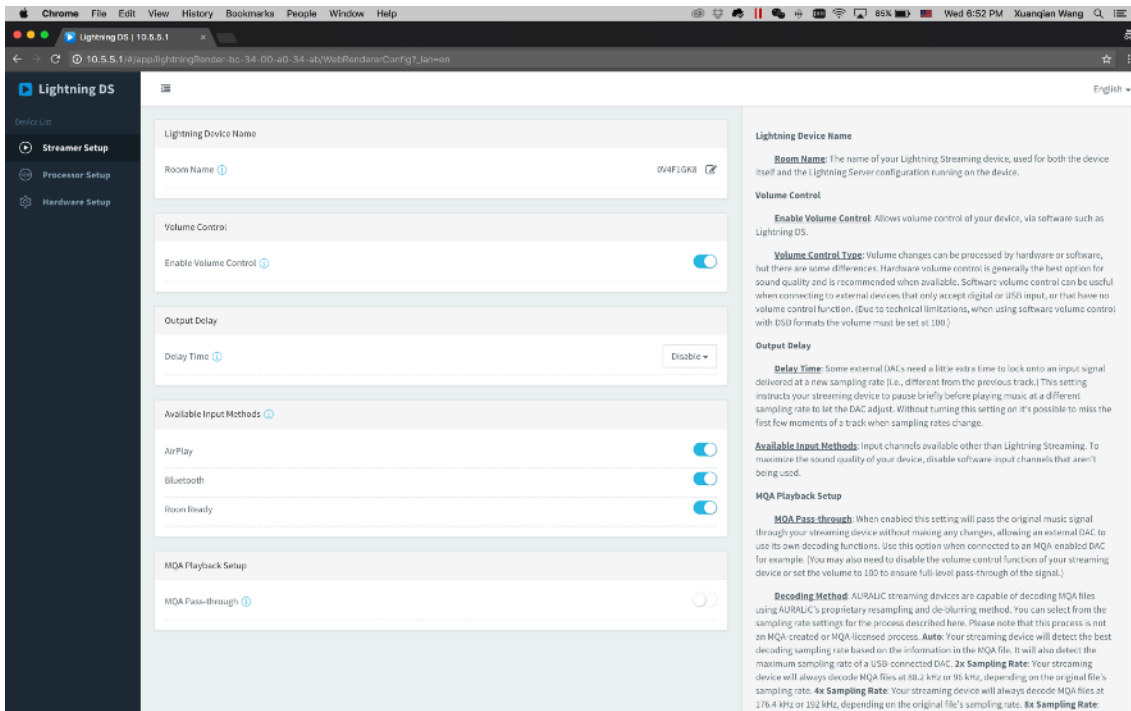 Chrome File Edit View History Bookmarks People Window Help 85% Wed 6:52 PM Xuanqian Wang
Lightning DS | 10.5.5.1 ×
10.5.5.1/#/app/lightningRender-bc-34-00-a0-34-ab/WebRendererConfig?_lan=en
Lightning DS
English
Device List
Streamer Setup
Processor Setup
Hardware Setup
Lightning Device Name
Room Name
0V4F1GK8
Volume Control
Enable Volume Control
Output Delay
Delay Time
Disable
Available Input Methods
AirPlay
Bluetooth
Roon Ready
MQA Playback Setup
MQA Pass-through
Lightning Device Name
Room Name: The name of your Lightning Streaming device, used for both the device
itself and the Lightning Server configuration running on the device.
Volume Control
Enable Volume Control: Allows volume control of your device, via software such as
Lightning DS.
Volume Control Type: Volume changes can be processed by hardware or software,
but there are some differences. Hardware volume control is generally the best option for
sound quality and is recommended when available. Software volume control can be useful
when connecting to external devices that only accept digital or USB input, or that have no
volume control function. (Due to technical limitations, when using software volume control
with DSD formats the volume must be set at 100.)
Output Delay
Delay Time: Some external DACs need a little extra time to lock onto an input signal
delivered at a new sampling rate (i.e., different from the previous track.) This setting
instructs your streaming device to pause briefly before playing music at a different
sampling rate to let the DAC adjust. Without turning this setting on it's possible to miss the
first few moments of a track when sampling rates change.
Available Input Methods: Input channels available other than Lightning Streaming. To
maximize the sound quality of your device, disable software input channels that aren't
being used.
MQA Playback Setup
MQA Pass-through: When enabled this setting will pass the original music signal
through your streaming device without making any changes, allowing an external DAC to
use its own decoding functions. Use this option when connected to an MQA-enabled DAC
for example. (You may also need to disable the volume control function of your streaming
device or set the volume to 100 to ensure full-level pass-through of the signal.)
Decoding Method: AURALiC streaming devices are capable of decoding MQA files
using AURALiC's proprietary resampling and de-blurring method. You can select from the
sampling rate settings for the process described here. Please note that this process is not
an MQA-created or MQA-licensed process. Auto: Your streaming device will detect the best
decoding sampling rate based on the information in the MQA file. It will also detect the
maximum sampling rate of a USB-connected DAC. 2x Sampling Rate: Your streaming
device will always decode MQA files at 88.2 kHz or 96 kHz, depending on the original file's
sampling rate. 4x Sampling Rate: Your streaming device will always decode MQA files at
176.4 kHz or 192 kHz, depending on the original file's sampling rate. 8x Sampling Rate: